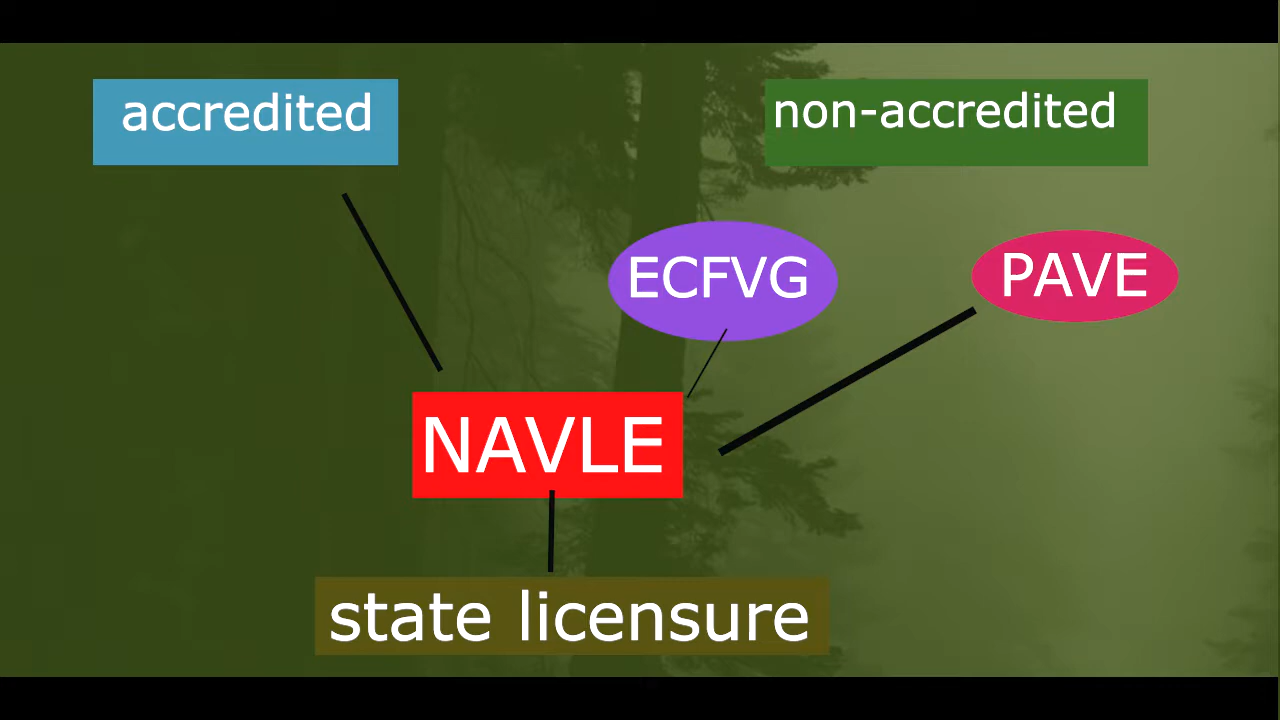 accredited
non-accredited
ECFVG
PAVE
NAVLE
state licensure